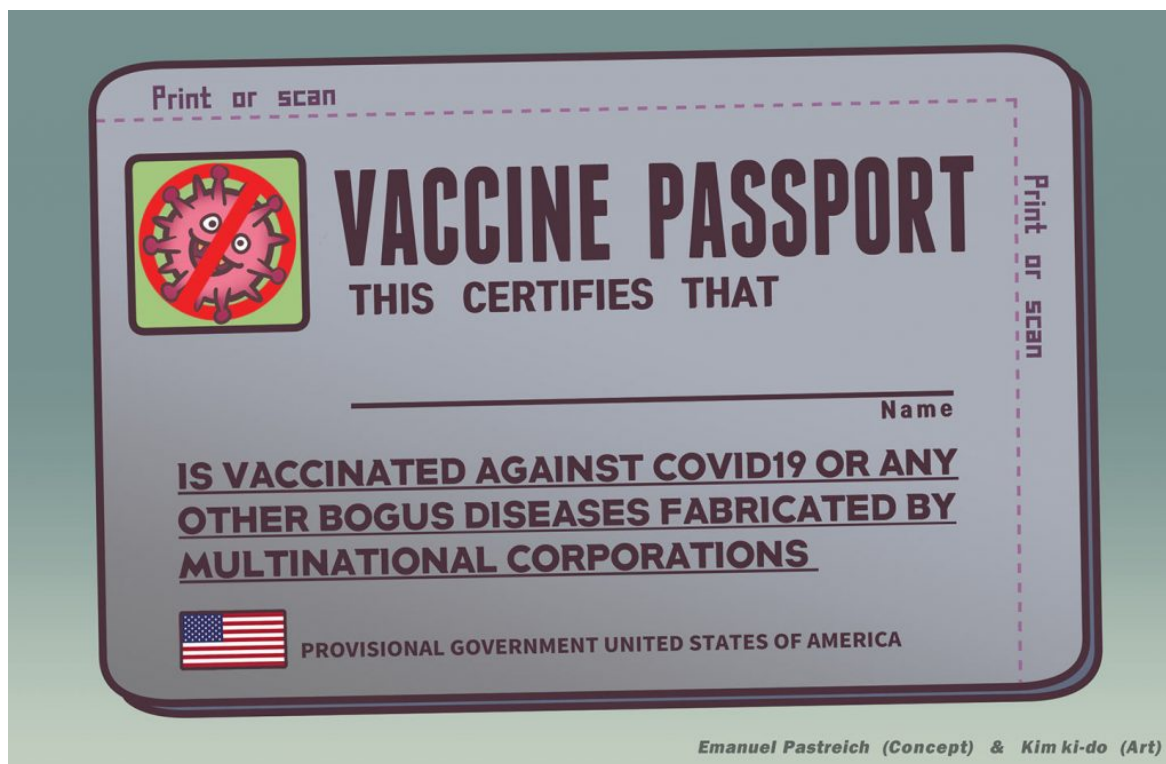 Print or scan
VACCINE PASSPORT
THIS CERTIFIES THAT
Print or scan
Name
IS VACCINATED AGAINST COVID19 OR ANY
OTHER BOGUS DISEASES FABRICATED BY
MULTINATIONAL CORPORATIONS
PROVISIONAL GOVERNMENT UNITED STATES OF AMERICA
Emanuel Pastreich (Concept) & Kim ki-do (Art)